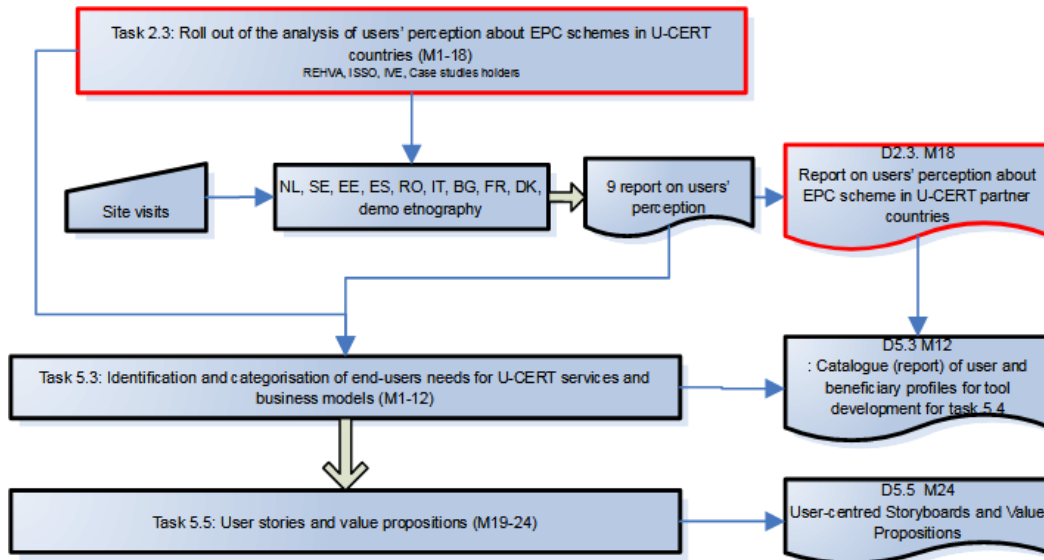 Task 2.3: Roll out of the analysis of users' perception about EPC schemes in U-CERT
countries (M1-18)
REHVA, ISSO, IVE, Case studies holders
Site visits
NL, SE, EE, ES, RO, IT, BG, FR, DK,
demo etnography
9 report on users'
perception
D2.3. M18
Report on users' perception about
EPC scheme in U-CERT partner
countries
Task 5.3: Identification and categorisation of end-users needs for U-CERT services and
business models (M1-12)
D5.3 M12
: Catalogue (report) of user and
beneficiary profiles for tool
development for task 5.4
Task 5.5: User stories and value propositions (M19-24)
D5.5 M24
User-centred Storyboards and Value
Propositions